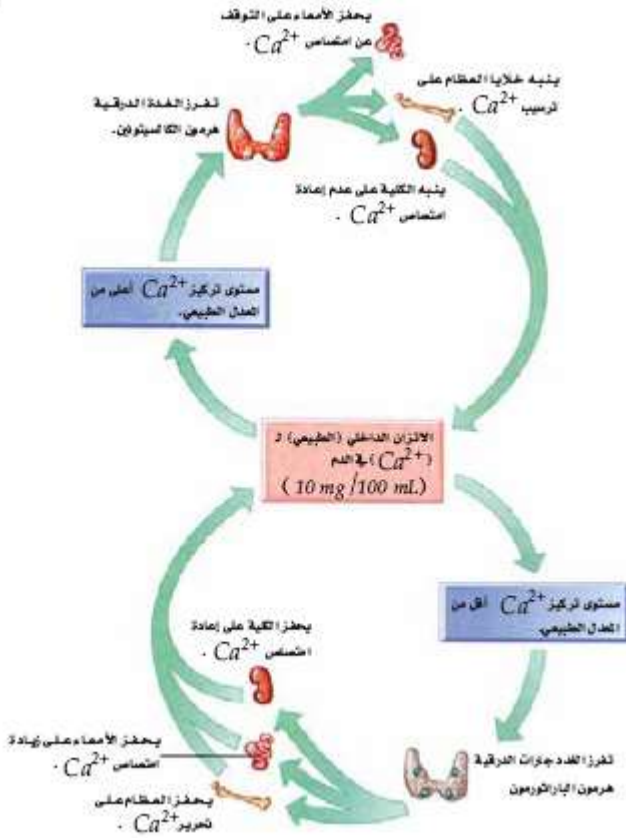 يحفز الأمعاء على التوقف
عن امتصاص Ca²⁺ .
ينبه خلايا العظام على
ترسيب Ca²⁺ .
تفرز الغدة الدرقية
هرمون الكالسيتونين.
ينبه الكلية على عدم إعادة
امتصاص Ca²⁺ .
مستوى تركيز Ca²⁺ أعلى من
المعدل الطبيعي.
الاتزان الداخلي (الطبيعي) لـ
(Ca²⁺) في الدم
( 10 mg /100 mL)
مستوى تركيز Ca²⁺ أقل من
المعدل الطبيعي.
يحفز الكلية على إعادة
امتصاص Ca²⁺ .
يحفز الأمعاء على زيادة
امتصاص Ca²⁺ .
يحفز العظام على
تحرير Ca²⁺ .
تفرز الغدد جارات الدرقية
هرمون الباراثورمون